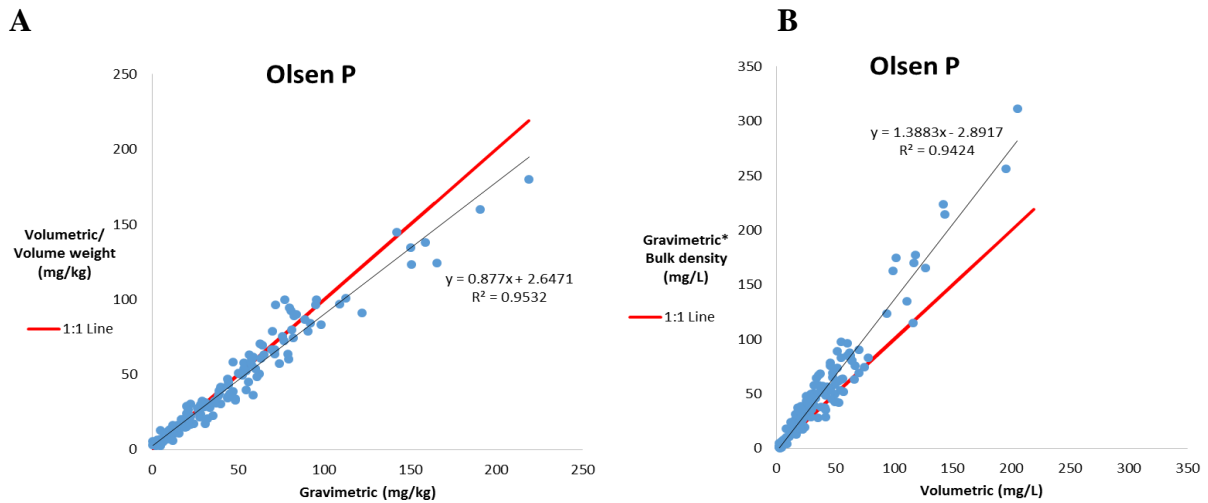 A
Olsen P
250
200
150
100
50
0
Volumetric/
Volume weight
(mg/kg)
1:1 Line
y = 0.877x + 2.6471
R² = 0.9532
0 50 100 150 200 250
Gravimetric (mg/kg)
B
Olsen P
350
300
250
200
150
100
50
0
Gravimetric*
Bulk density
(mg/L)
1:1 Line
y = 1.3883x - 2.8917
R² = 0.9424
0 50 100 150 200 250 300 350
Volumetric (mg/L)